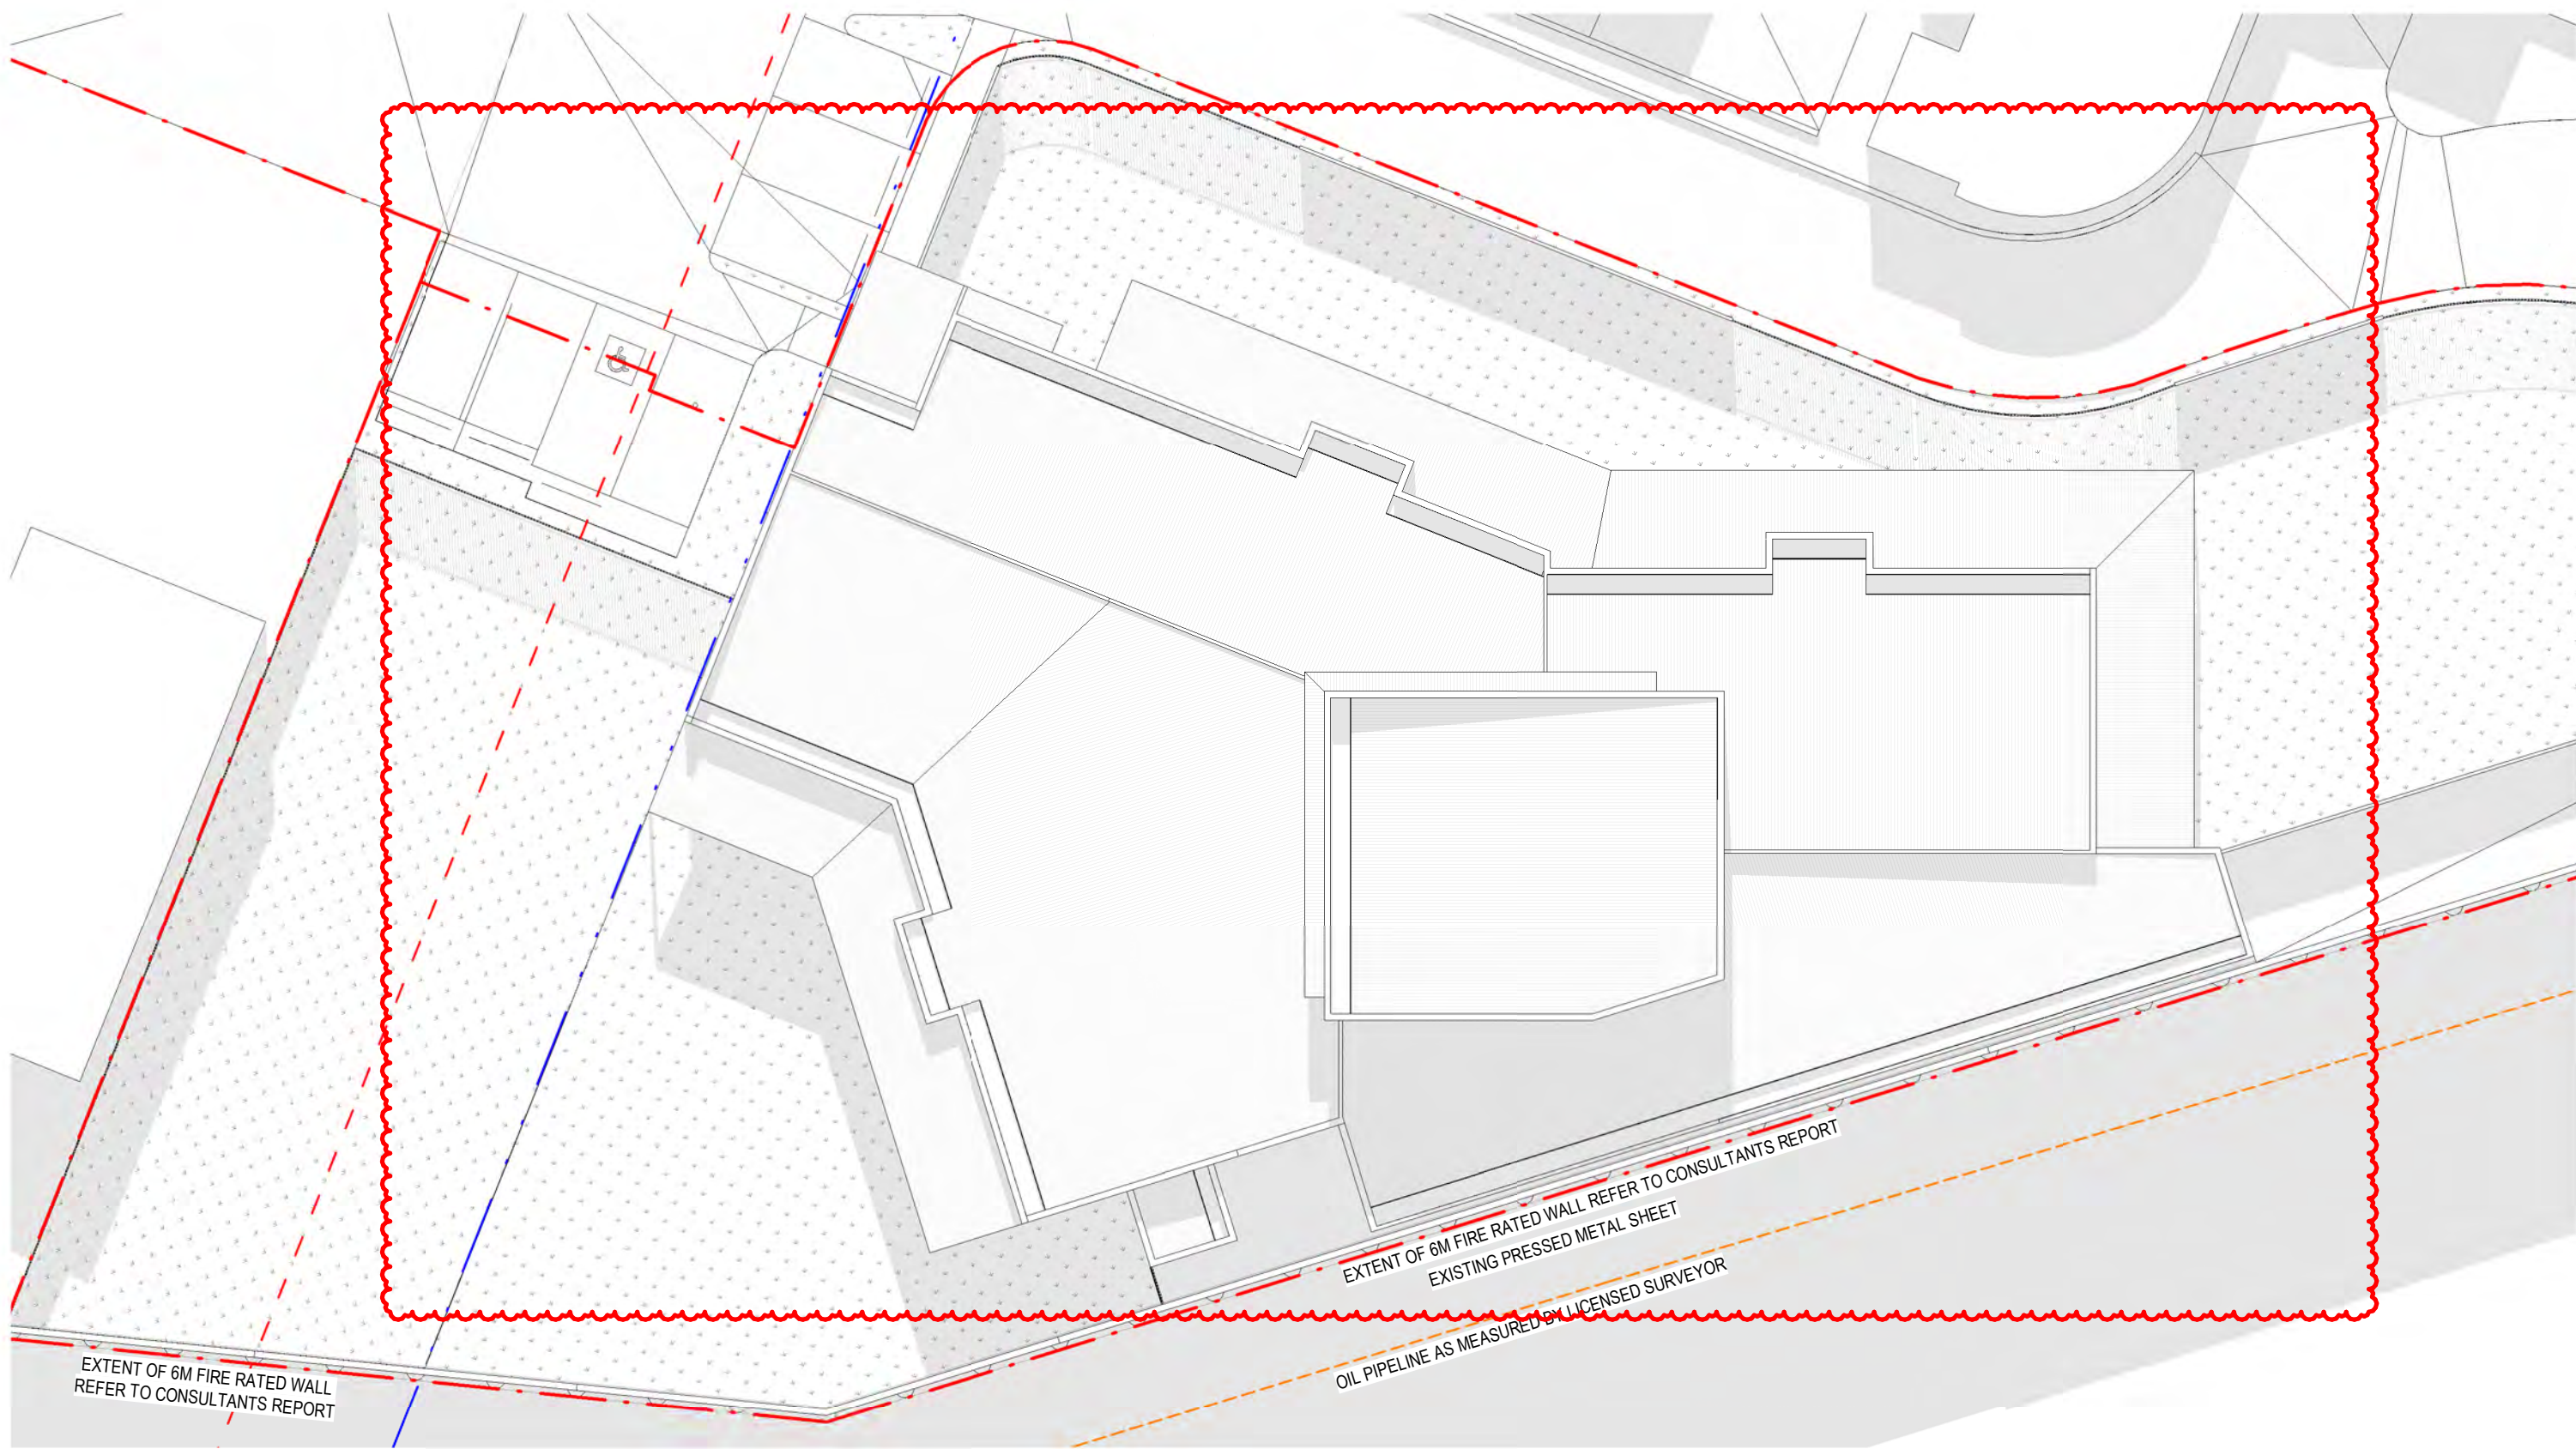 EXTENT OF 6M FIRE RATED WALL REFER TO CONSULTANTS REPORT
EXISTING PRESSED METAL SHEET
OIL PIPELINE AS MEASURED BY LICENSED SURVEYOR
EXTENT OF 6M FIRE RATED WALL
REFER TO CONSULTANTS REPORT